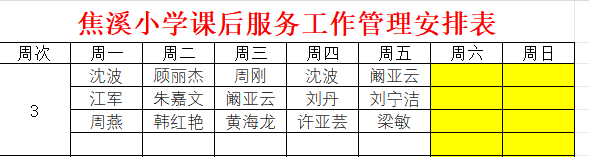 焦溪小学课后服务工作管理安排表
周次 周一 周二 周三 周四 周五 周六 周日
沈波 顾丽杰 周刚 沈波 阚亚云
3 江军 朱嘉文 阚亚云 刘丹 刘宁洁
周燕 韩红艳 黄海龙 许亚芸 梁敏